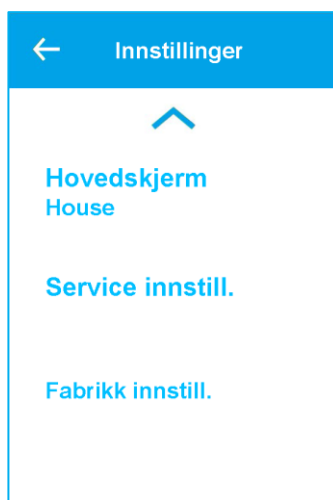 Innstillinger
Hovedskjerm
House
Service innstill.
Fabrikk innstill.